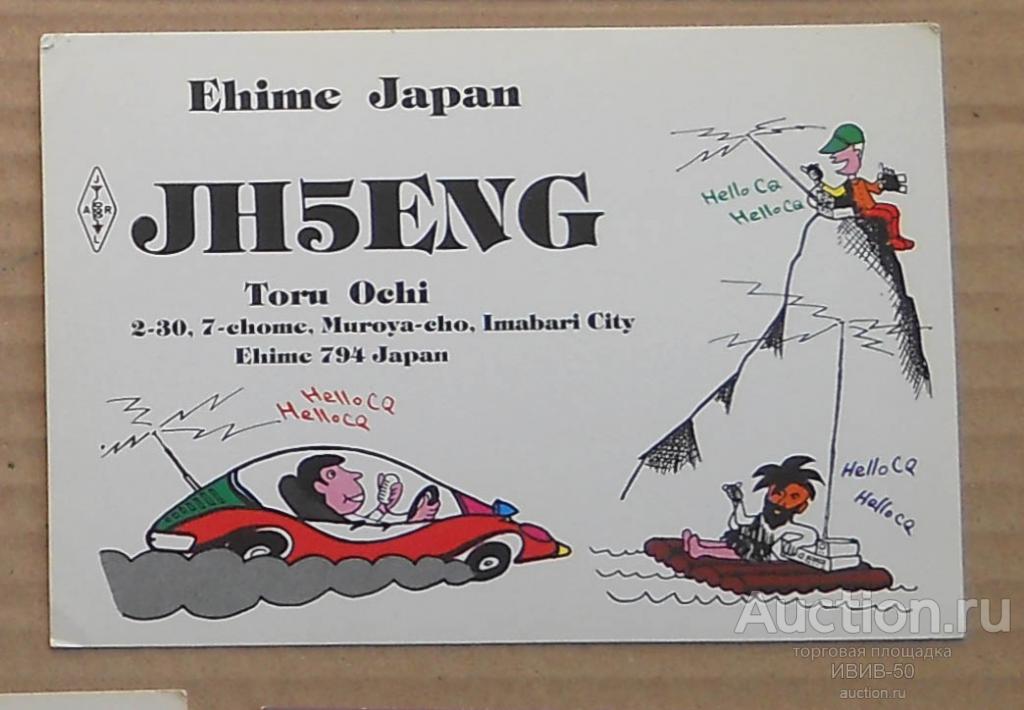 Ehime Japan
JARL
JH5ENG
Toru Ochi
2-30, 7-chome, Muroya-cho, Imabari City
Ehime 794 Japan
Hello CQ
Hello CQ
Hello CQ
Hello CQ
Hello CQ
Hello CQ
Auction.ru
торговая площадка
ИВИВ-50
auction.ru